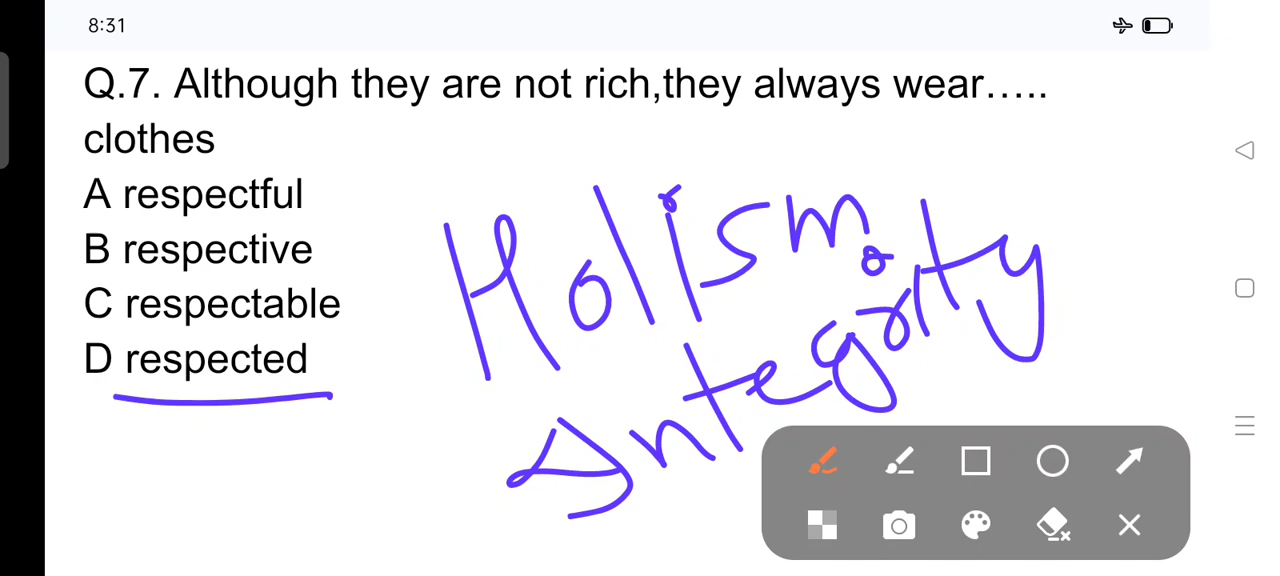 8:31
Q.7. Although they are not rich,they always wear…..
clothes
A respectful
B respective
C respectable
D respected
Holism
Integrity